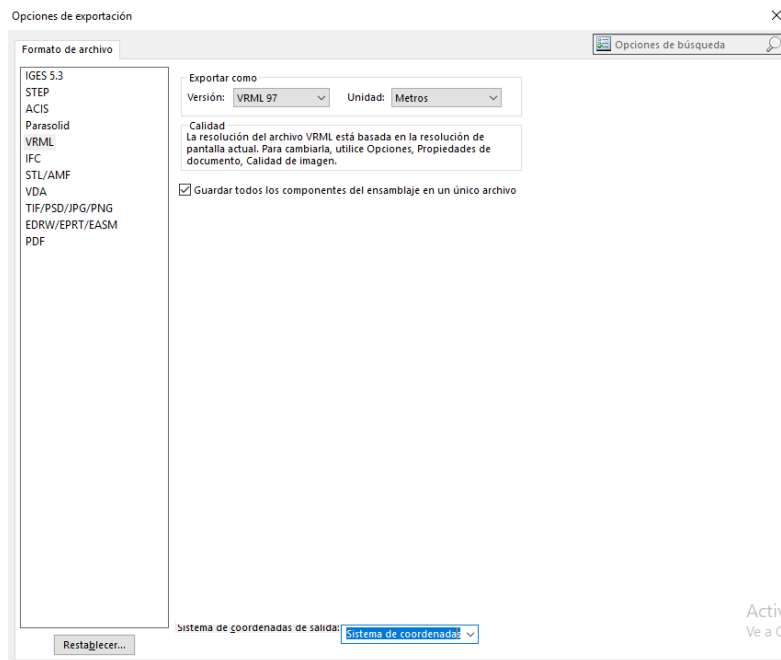 Opciones de exportación
Formato de archivo
Opciones de búsqueda
IGES 5.3
STEP
ACIS
Parasolid
VRML
IFC
STL/AMF
VDA
TIF/PSD/JPG/PNG
EDRW/EPRT/EASM
PDF
Exportar como
Versión: VRML 97 Unidad: Metros
Calidad
La resolución del archivo VRML está basada en la resolución de
pantalla actual. Para cambiarla, utilice Opciones, Propiedades de
documento, Calidad de imagen.
Guardar todos los componentes del ensamblaje en un único archivo
Sistema de coordenadas de salida: Sistema de coordenadas
Restablecer...
Ve a